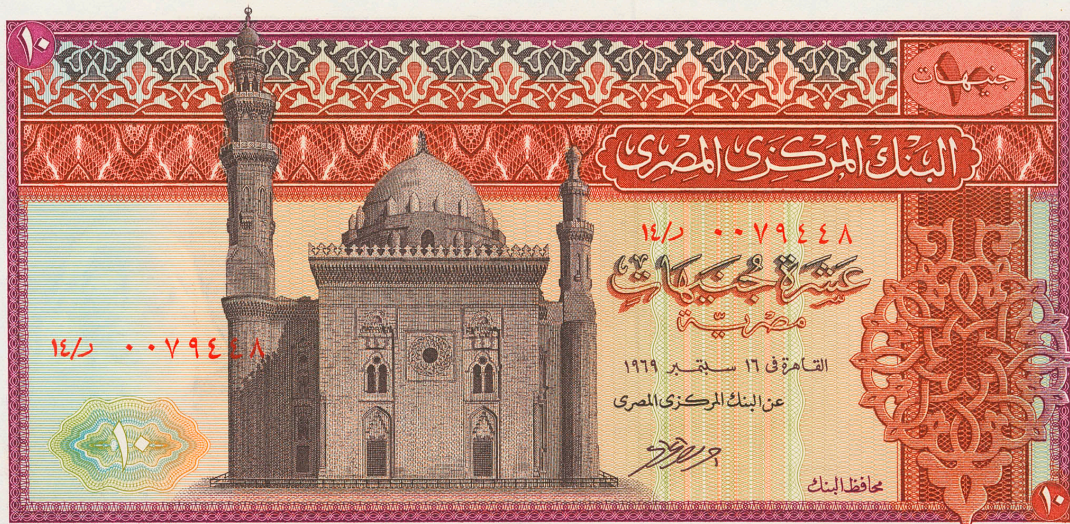 ١٠
١٠ جنيهات
البنك المركزى المصرى
د/١٤ ٠٠٧٩٤٤٨
عشرة جنيهات
مصرية
د/١٤ ٠٠٧٩٤٤٨
القاهرة فى ١٦ سبتمبر ١٩٦٩
عن البنك المركزى المصرى
١٠
محافظ البنك
١٠